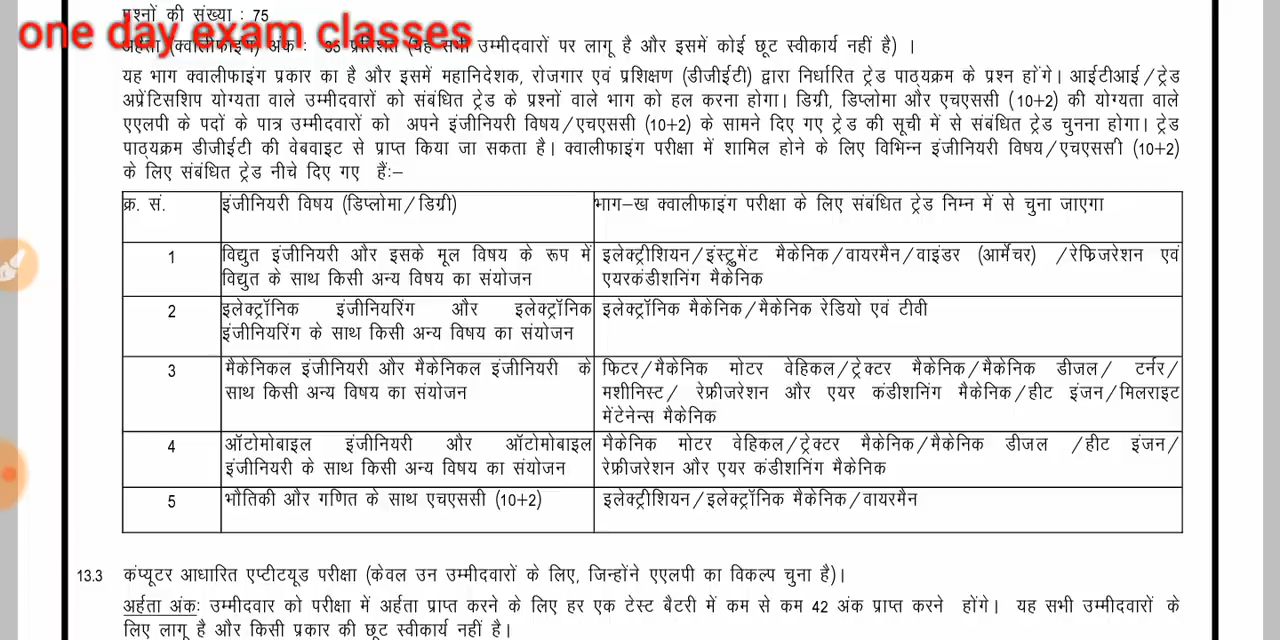 प्रश्नों की संख्या : 75
one day exam classes
(यह सभी उम्मीदवारों पर लागू है और इसमें कोई छूट स्वीकार्य नहीं है) ।
यह भाग क्वालीफाइंग प्रकार का है और इसमें महानिदेशक, रोजगार एवं प्रशिक्षण (डीजीईटी) द्वारा निर्धारित ट्रेड पाठ्यक्रम के प्रश्न होंगे। आईटीआई/ट्रेड
अप्रेंटिसशिप योग्यता वाले उम्मीदवारों को संबंधित ट्रेड के प्रश्नों वाले भाग को हल करना होगा। डिग्री, डिप्लोमा और एचएससी (10+2) की योग्यता वाले
एएलपी के पदों के पात्र उम्मीदवारों को अपने इंजीनियरी विषय/एचएससी (10+2) के सामने दिए गए ट्रेड की सूची में से संबंधित ट्रेड चुनना होगा। ट्रेड
पाठ्यक्रम डीजीईटी की वेबवाइट से प्राप्त किया जा सकता है। क्वालीफाइंग परीक्षा में शामिल होने के लिए विभिन्न इंजीनियरी विषय/एचएससी (10+2)
के लिए संबंधित ट्रेड नीचे दिए गए हैं:–
क्र. सं. इंजीनियरी विषय (डिप्लोमा/डिग्री) भाग–ख क्वालीफाइंग परीक्षा के लिए संबंधित ट्रेड निम्न में से चुना जाएगा
1 विद्युत इंजीनियरी और इसके मूल विषय के रूप में इलेक्ट्रीशियन/इंस्ट्रुमेंट मैकेनिक/वायरमैन/वाइंडर (आर्मेचर) /रेफिजरेशन एवं
विद्युत के साथ किसी अन्य विषय का संयोजन एयरकंडीशनिंग मैकेनिक
2 इलेक्ट्रॉनिक इंजीनियरिंग और इलेक्ट्रॉनिक इलेक्ट्रॉनिक मैकेनिक/मैकेनिक रेडियो एवं टीवी
इंजीनियरिंग के साथ किसी अन्य विषय का संयोजन
3 मैकेनिकल इंजीनियरी और मैकेनिकल इंजीनियरी के फिटर/मैकेनिक मोटर वेहिकल/ट्रेक्टर मैकेनिक/मैकेनिक डीजल/ टर्नर/
साथ किसी अन्य विषय का संयोजन मशीनिस्ट/ रेफ्रीजरेशन और एयर कंडीशनिंग मैकेनिक/हीट इंजन/मिलराइट
मेंटेनेन्स मैकेनिक
4 ऑटोमोबाइल इंजीनियरी और ऑटोमोबाइल मैकेनिक मोटर वेहिकल/ट्रेक्टर मैकेनिक/मैकेनिक डीजल /हीट इंजन/
इंजीनियरी के साथ किसी अन्य विषय का संयोजन रेफ्रीजरेशन और एयर कंडीशनिंग मैकेनिक
5 भौतिकी और गणित के साथ एचएससी (10+2) इलेक्ट्रीशियन/इलेक्ट्रॉनिक मैकेनिक/वायरमैन
13.3 कंप्यूटर आधारित एप्टीटयूड परीक्षा (केवल उन उम्मीदवारों के लिए, जिन्होंने एएलपी का विकल्प चुना है)।
अर्हता अंकः उम्मीदवार को परीक्षा में अर्हता प्राप्त करने के लिए हर एक टेस्ट बैटरी में कम से कम 42 अंक प्राप्त करने होंगे। यह सभी उम्मीदवारों के
लिए लागू है और किसी प्रकार की छूट स्वीकार्य नहीं है।